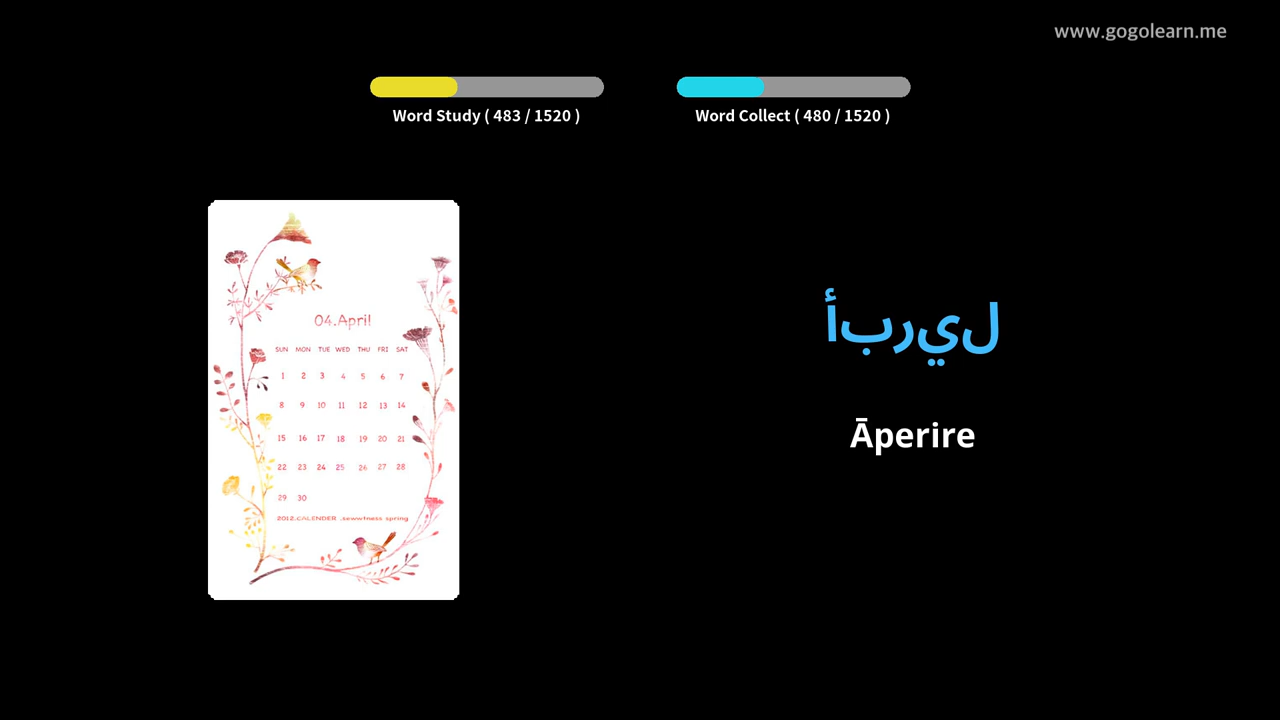 www.gogolearn.me
Word Study ( 483 / 1520 )
Word Collect ( 480 / 1520 )
04.April
SUN MON TUE WED THU FRI SAT
1 2 3 4 5 6 7
8 9 10 11 12 13 14
15 16 17 18 19 20 21
22 23 24 25 26 27 28
29 30
2012.CALENDER .sewwtness spring
أبريل
Āperire